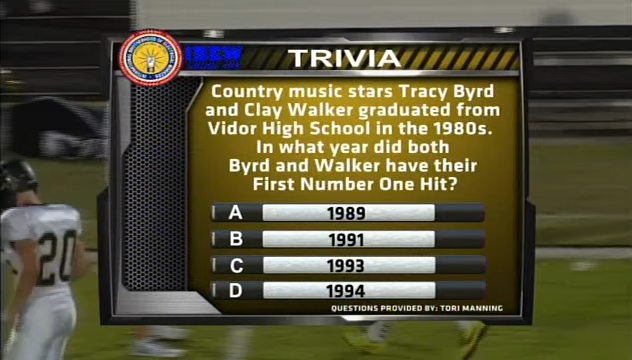 IBEW
TRIVIA
Country music stars Tracy Byrd
and Clay Walker graduated from
Vidor High School in the 1980s.
In what year did both
Byrd and Walker have their
First Number One Hit?
A 1989
B 1991
C 1993
D 1994
QUESTIONS PROVIDED BY: TORI MANNING
20